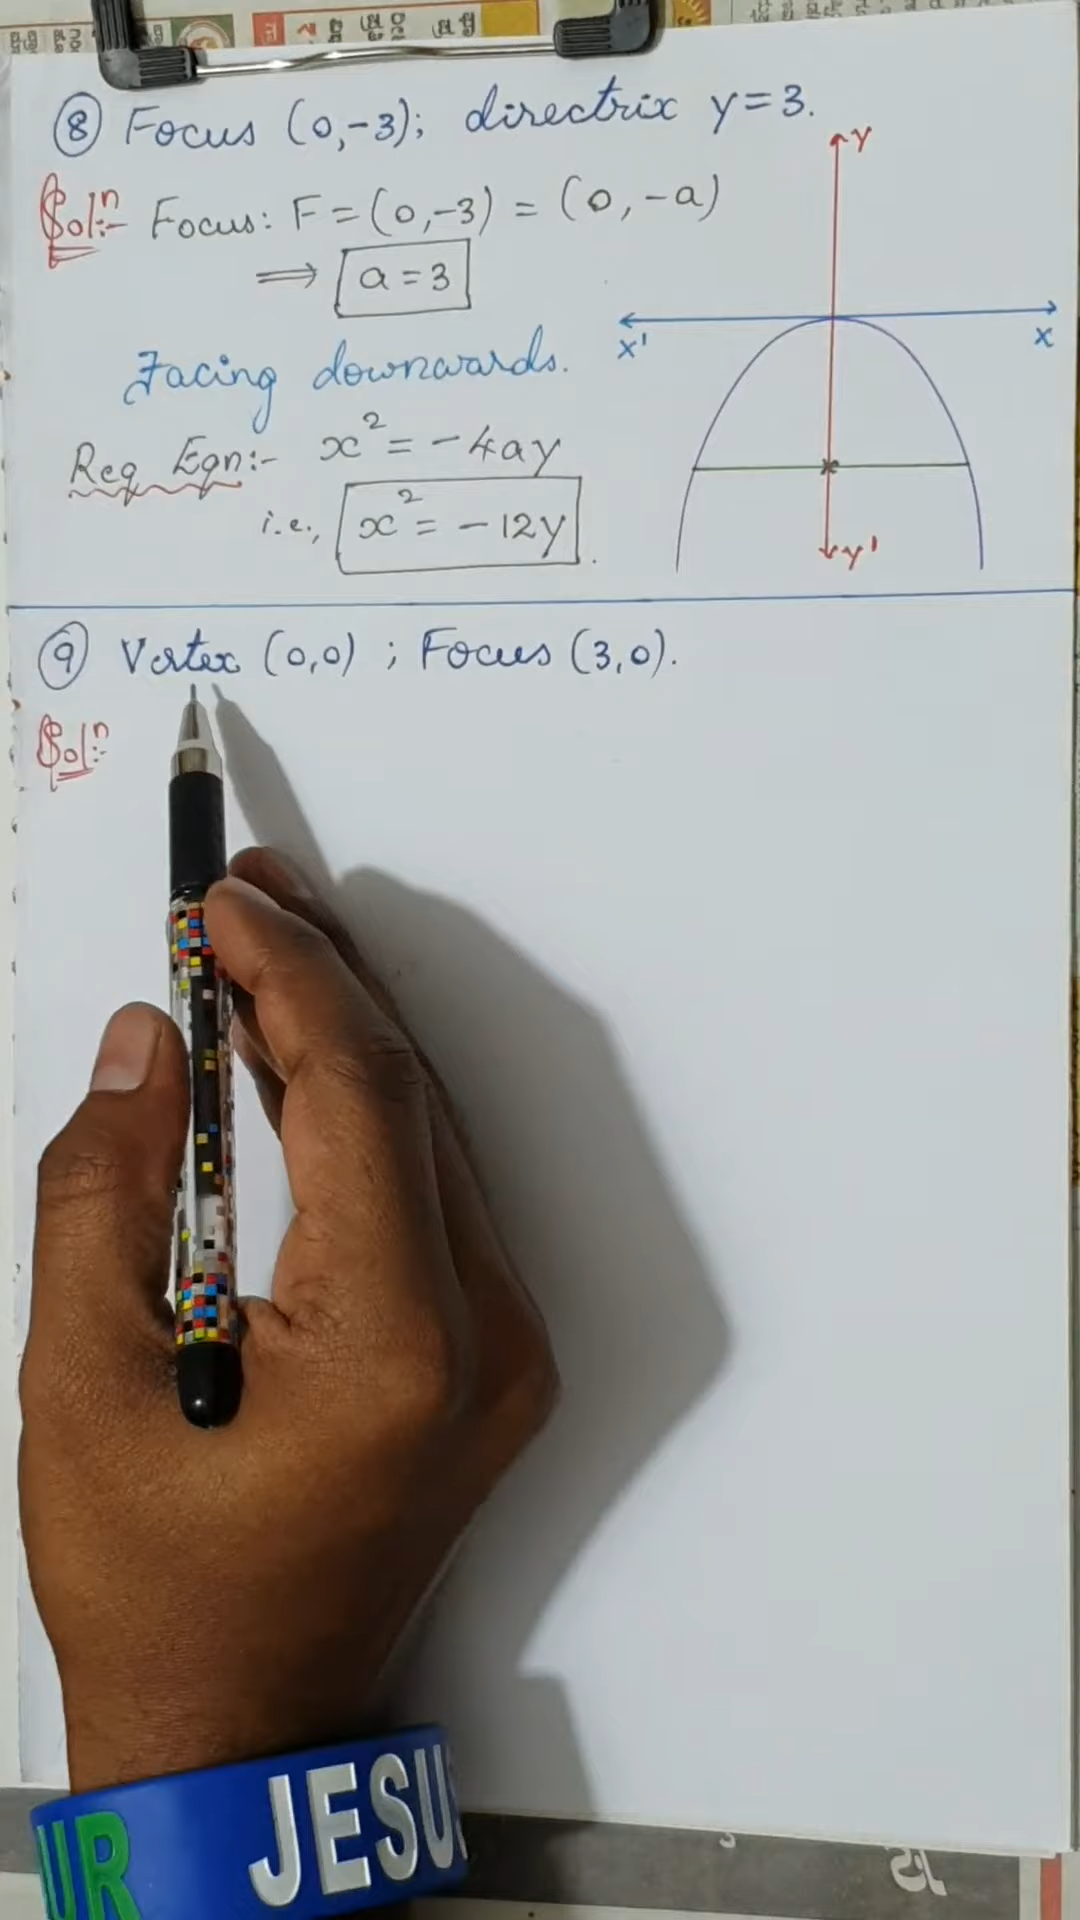 ⑧ Focus (0,-3); directrix y=3.
Solⁿ:- Focus: F = (0,-3) = (0,-a)
⟹ a = 3
Facing downwards.
Req Eqn:- x² = -4ay
i.e., x² = -12y.
Y
X' X
Y'
⑨ Vertex (0,0) ; Focus (3,0).
Solⁿ:-
UR JESU